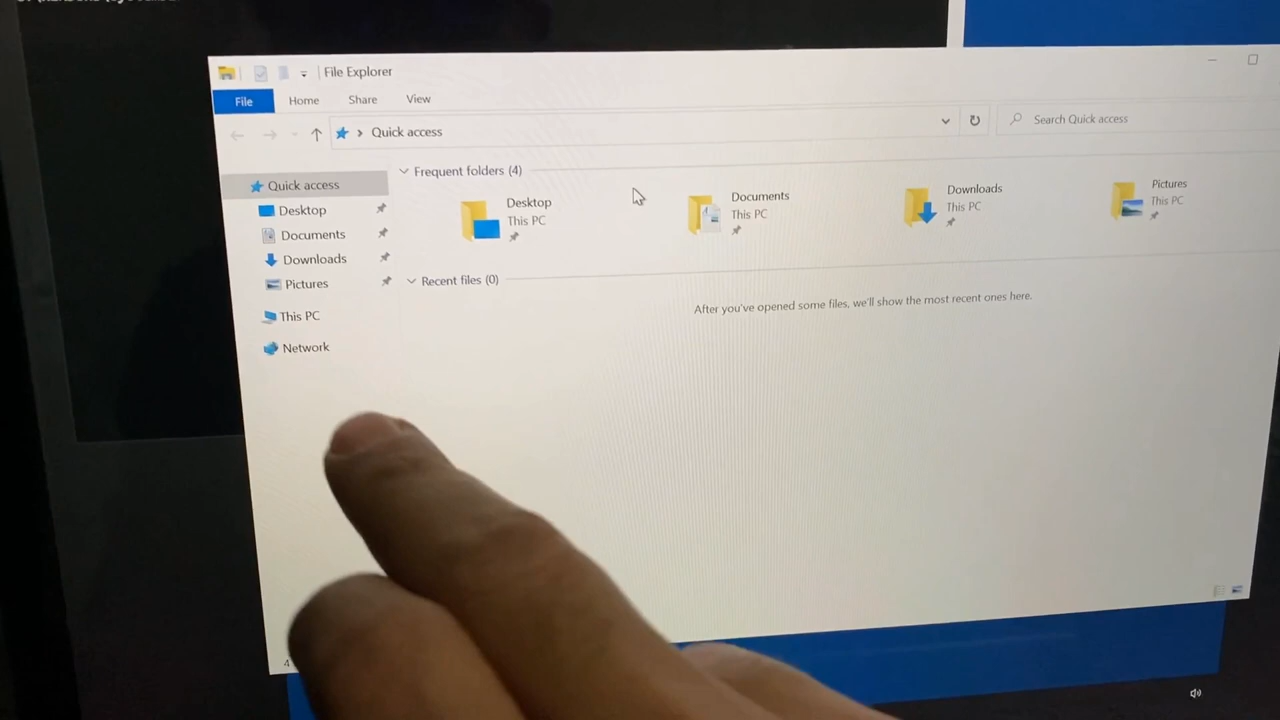 File Explorer
File Home Share View
Quick access
Search Quick access
Quick access
Desktop
Documents
Downloads
Pictures
This PC
Network
Frequent folders (4)
Desktop
This PC
Documents
This PC
Downloads
This PC
Pictures
This PC
Recent files (0)
After you've opened some files, we'll show the most recent ones here.
4